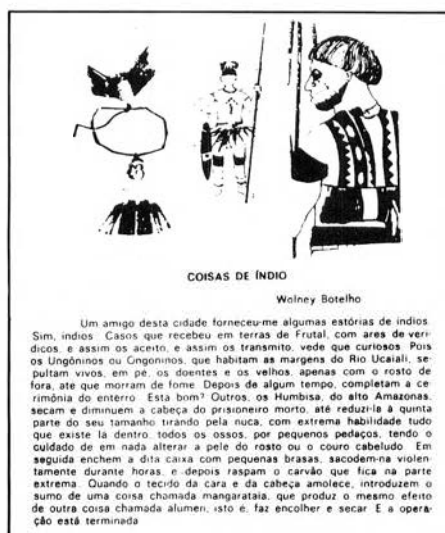 COISAS DE ÍNDIO
Wolney Botelho
Um amigo desta cidade forneceu-me algumas estórias de índios.
Sim, índios. Casos que recebeu em terras de Frutal, com ares de verí-
dicos, e assim os aceito, e assim os transmito, vede que curiosos. Pois
os Ungôninos ou Ongoninos, que habitam as margens do Rio Ucaiali, se-
pultam vivos, em pé, os doentes e os velhos, apenas com o rosto de
fora, até que morram de fome. Depois de algum tempo, completam a ce-
rimônia do enterro. Esta bom? Outros, os Humbisa, do alto Amazonas,
secam e diminuem a cabeça do prisioneiro morto, até reduzi-la à quinta
parte do seu tamanho tirando pela nuca, com extrema habilidade tudo
que existe lá dentro, todos os ossos, por pequenos pedaços, tendo o
cuidado de em nada alterar a pele do rosto ou o couro cabeludo. Em
seguida enchem a dita caixa com pequenas brasas, sacodem-na violen-
tamente durante horas, e depois raspam o carvão que fica na parte
extrema. Quando o tecido da cara e da cabeça amolece, introduzem o
sumo de uma coisa chamada mangarataia, que produz o mesmo efeito
de outra coisa chamada alumen, isto é, faz encolher e secar. E a opera-
ção está terminada